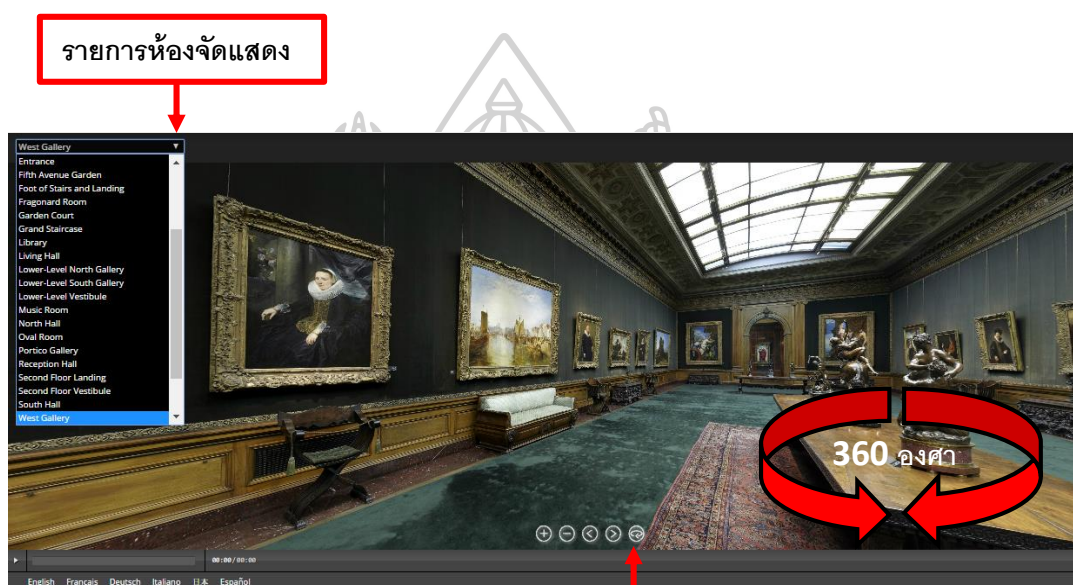 รายการห้องจัดแสดง
West Gallery
Entrance
Fifth Avenue Garden
Foot of Stairs and Landing
Fragonard Room
Garden Court
Grand Staircase
Library
Living Hall
Lower-Level North Gallery
Lower-Level South Gallery
Lower-Level Vestibule
Music Room
North Hall
Oval Room
Portico Gallery
Reception Hall
Second Floor Landing
Second Floor Vestibule
South Hall
West Gallery
360 องศา
00:00/00:00
English Français Deutsch Italiano 日本 Español